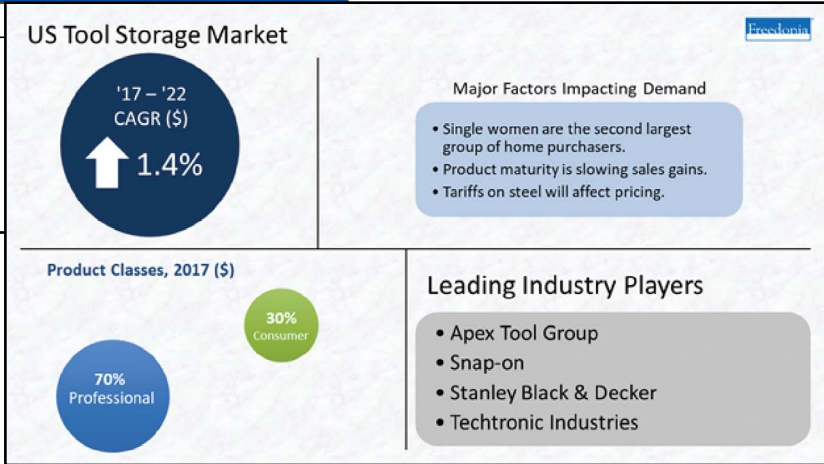 US Tool Storage Market
Freedonia
'17 – '22
CAGR ($)
1.4%
Major Factors Impacting Demand
• Single women are the second largest
group of home purchasers.
• Product maturity is slowing sales gains.
• Tariffs on steel will affect pricing.
Product Classes, 2017 ($)
30%
Consumer
70%
Professional
Leading Industry Players
• Apex Tool Group
• Snap-on
• Stanley Black & Decker
• Techtronic Industries